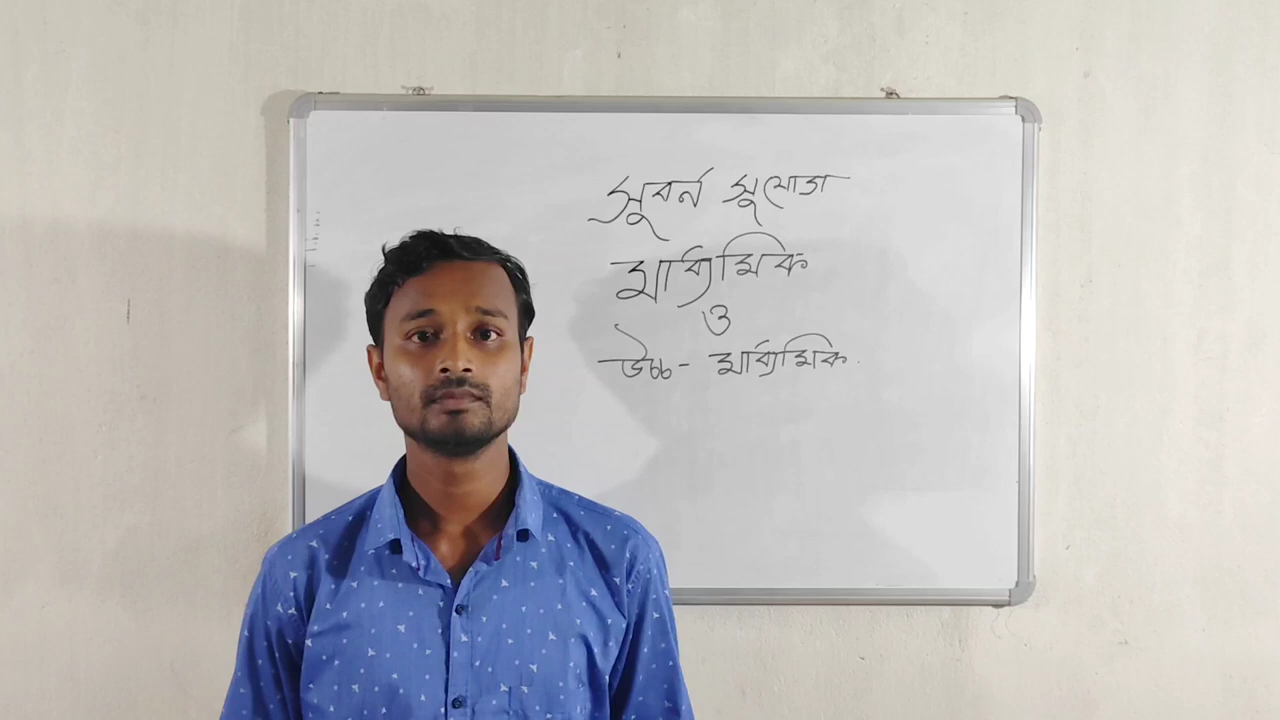 সুবর্ন সুযোগ
মাধ্যমিক
ও
উচ্চ - মাধ্যমিক